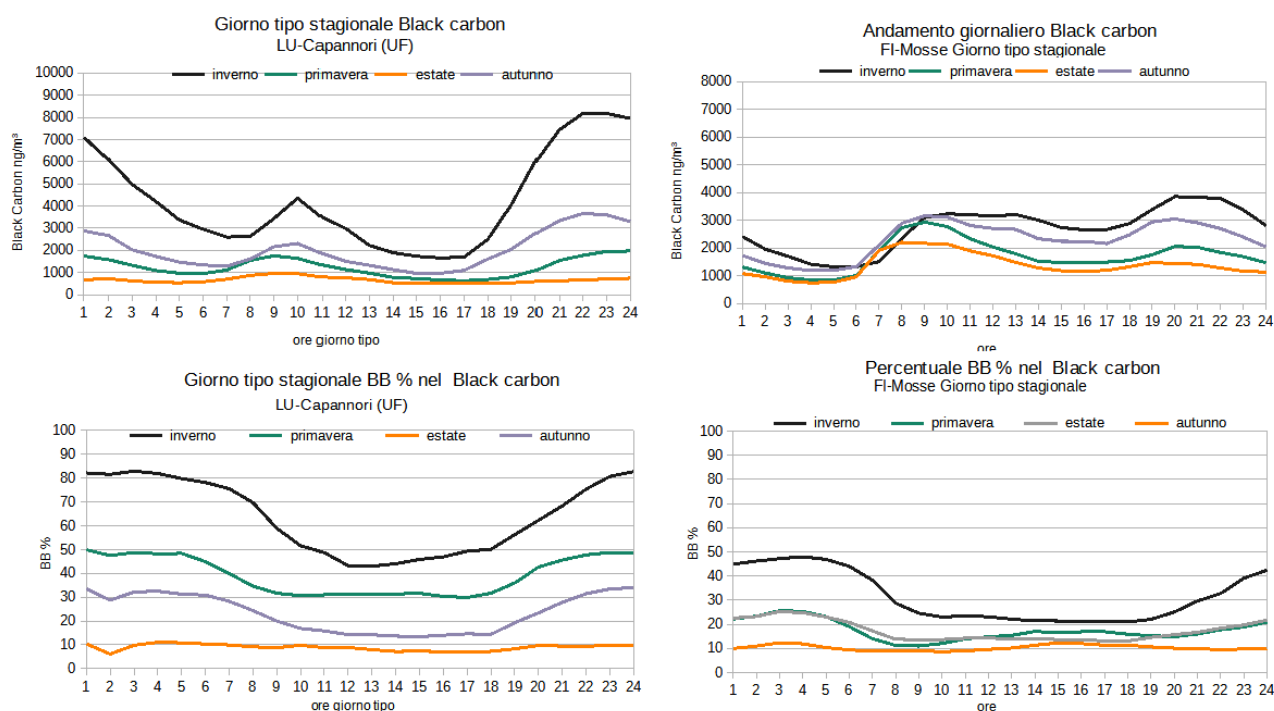 Giorno tipo stagionale Black carbon
LU-Capannori (UF)
inverno primavera estate autunno
Black Carbon ng/m³
10000
9000
8000
7000
6000
5000
4000
3000
2000
1000
0
1 2 3 4 5 6 7 8 9 10 11 12 13 14 15 16 17 18 19 20 21 22 23 24
ore giorno tipo
Andamento giornaliero Black carbon
FI-Mosse Giorno tipo stagionale
inverno primavera estate autunno
Black Carbon ng/m³
8000
7000
6000
5000
4000
3000
2000
1000
0
1 2 3 4 5 6 7 8 9 10 11 12 13 14 15 16 17 18 19 20 21 22 23 24
ore
Giorno tipo stagionale BB % nel Black carbon
LU-Capannori (UF)
inverno primavera estate autunno
BB %
100
90
80
70
60
50
40
30
20
10
0
1 2 3 4 5 6 7 8 9 10 11 12 13 14 15 16 17 18 19 20 21 22 23 24
ore giorno tipo
Percentuale BB % nel Black carbon
FI-Mosse Giorno tipo stagionale
inverno primavera estate autunno
BB %
100
90
80
70
60
50
40
30
20
10
0
1 2 3 4 5 6 7 8 9 10 11 12 13 14 15 16 17 18 19 20 21 22 23 24
ore